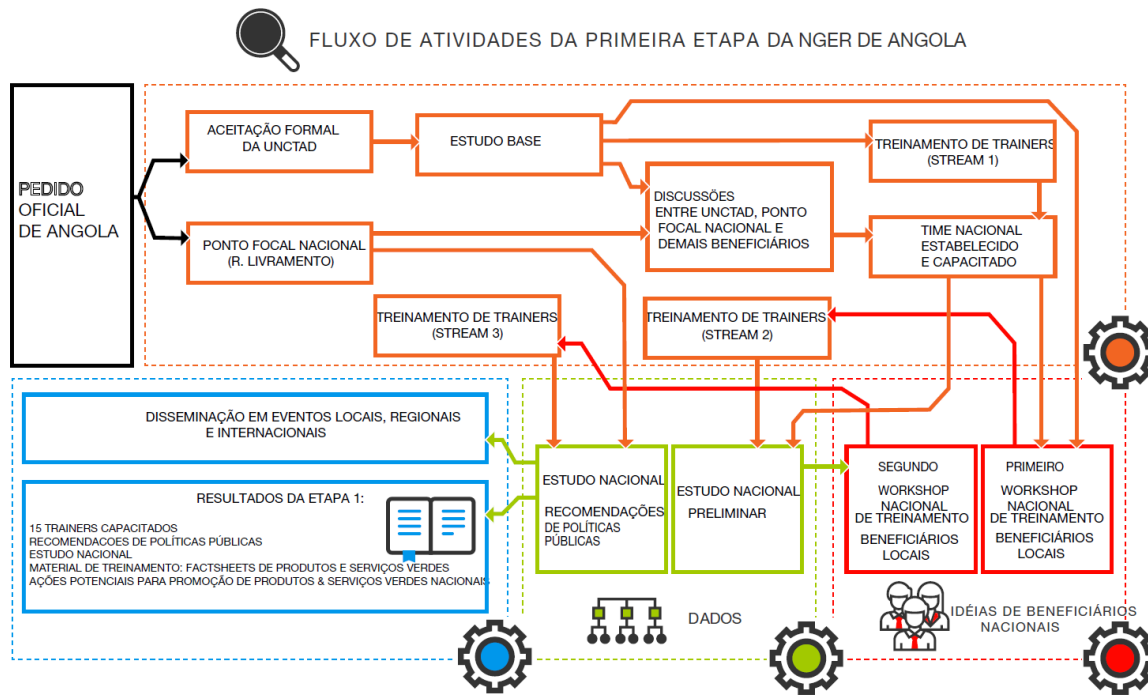 FLUXO DE ATIVIDADES DA PRIMEIRA ETAPA DA NGER DE ANGOLA
PEDIDO
OFICIAL
DE ANGOLA
ACEITAÇÃO FORMAL
DA UNCTAD
ESTUDO BASE
TREINAMENTO DE TRAINERS
(STREAM 1)
PONTO FOCAL NACIONAL
(R. LIVRAMENTO)
DISCUSSÕES
ENTRE UNCTAD, PONTO
FOCAL NACIONAL E
DEMAIS BENEFICIÁRIOS
TIME NACIONAL
ESTABELECIDO
E CAPACITADO
TREINAMENTO DE TRAINERS
(STREAM 3)
TREINAMENTO DE TRAINERS
(STREAM 2)
DISSEMINAÇÃO EM EVENTOS LOCAIS, REGIONAIS
E INTERNACIONAIS
RESULTADOS DA ETAPA 1:
15 TRAINERS CAPACITADOS
RECOMENDACOES DE POLÍTICAS PÚBLICAS
ESTUDO NACIONAL
MATERIAL DE TREINAMENTO: FACTSHEETS DE PRODUTOS E SERVIÇOS VERDES
AÇÕES POTENCIAIS PARA PROMOÇÃO DE PRODUTOS & SERVIÇOS VERDES NACIONAIS
ESTUDO NACIONAL
RECOMENDAÇÕES
DE POLÍTICAS
PÚBLICAS
ESTUDO NACIONAL
PRELIMINAR
SEGUNDO
WORKSHOP
NACIONAL
DE TREINAMENTO
BENEFICIÁRIOS
LOCAIS
PRIMEIRO
WORKSHOP
NACIONAL
DE TREINAMENTO
BENEFICIÁRIOS
LOCAIS
DADOS
IDÉIAS DE BENEFICIÁRIOS
NACIONAIS